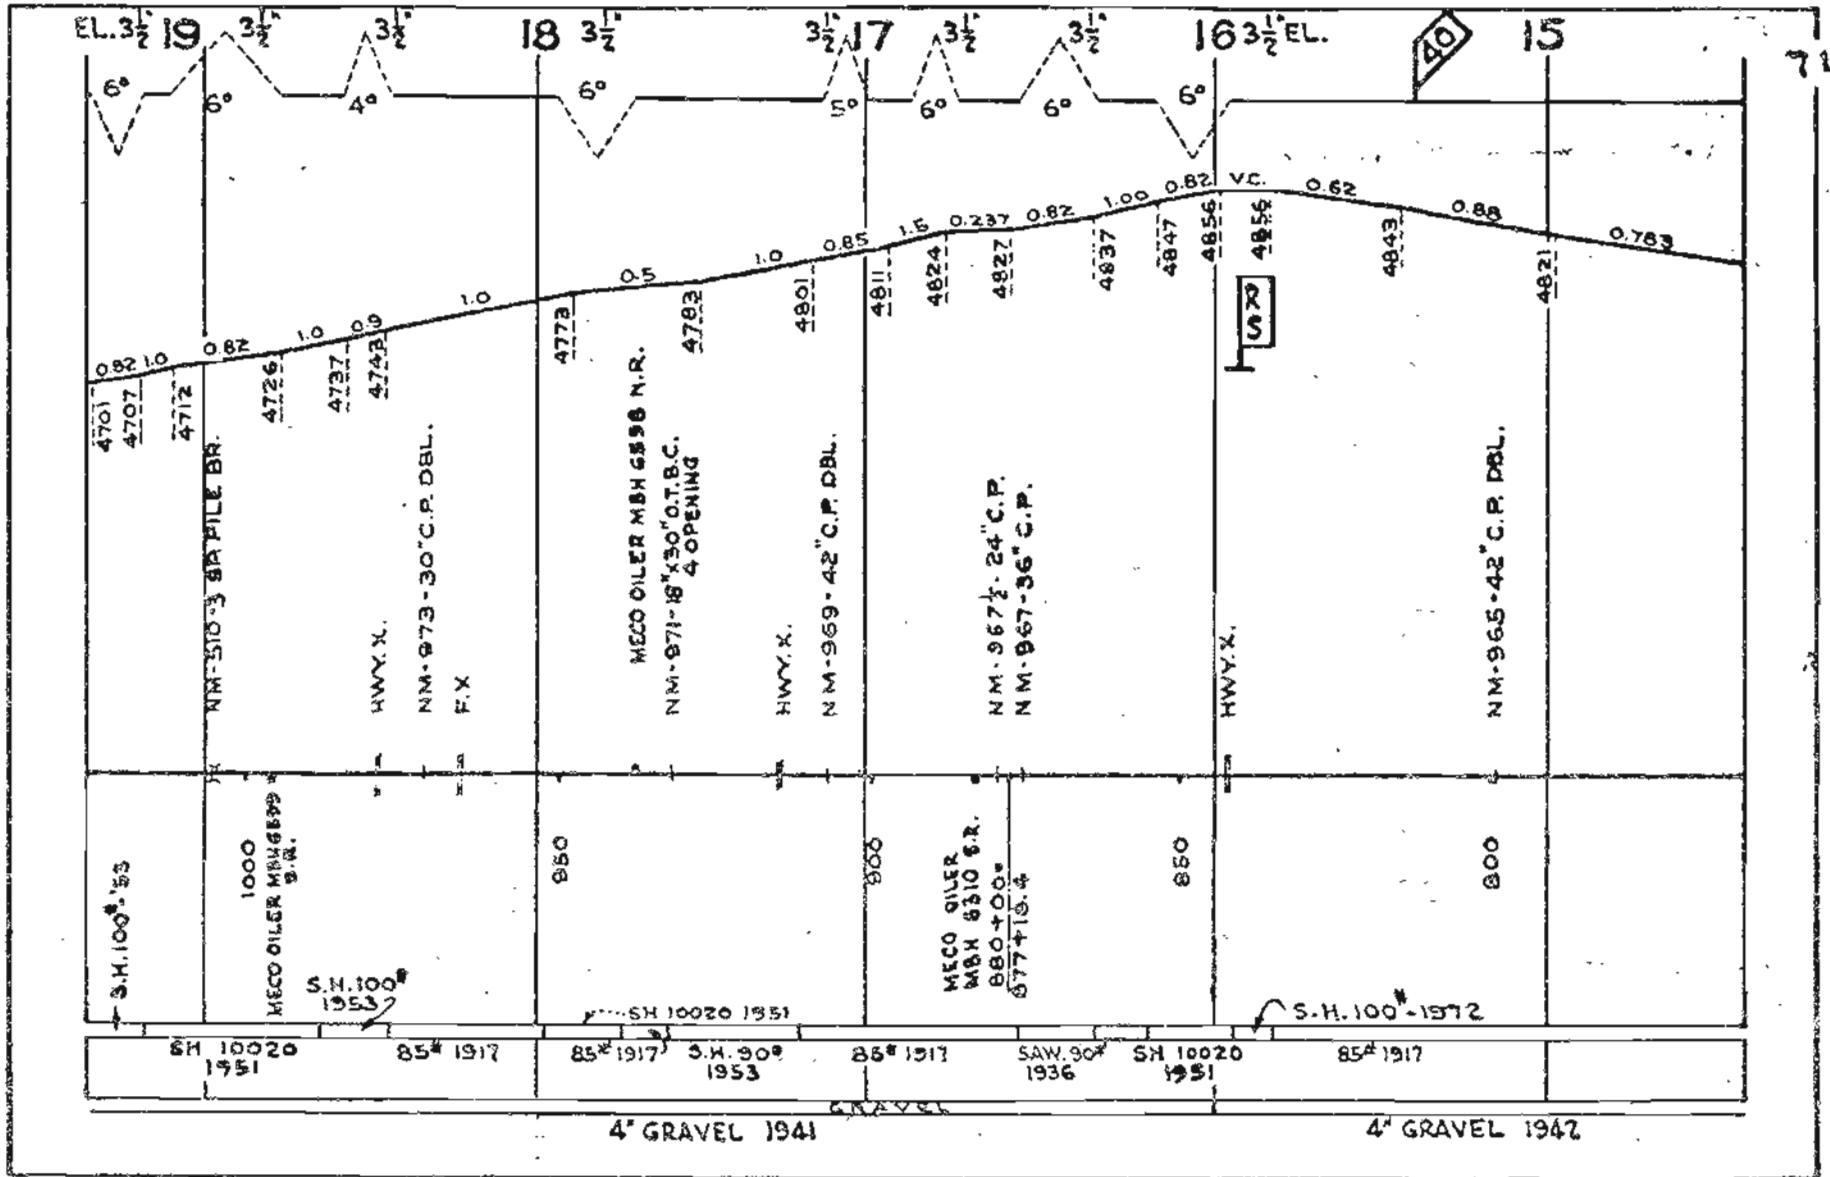 EL. 3½" 19 3½" 3½" 18 3½" 3½" 17 3½" 3½" 16 3½" EL. 40 15
71
6° 6° 4° 6° 5° 6° 6° 6°
0.82 1.0 0.82 1.0 0.9 1.0 0.5 1.0 0.85 1.5 0.237 0.82 1.00 0.82 V.C. 0.62 0.88 0.783
4701 4707 4712 4726 4737 4743 4773 4783 4801 4811 4824 4827 4837 4847 4856 4856 4843 4821
SXO
NM-510-3 SP. PILE BR.
HWY. X.
NM-973-30" C.P. DBL.
F.X
MECO OILER MBH 6598 N.R.
NM-971-18"x30" O.T.B.C.
4 OPENING
HWY. X.
NM-969-42" C.P. DBL.
NM-967½-24" C.P.
NM-967-36" C.P.
HWY. X.
NM-965-42" C.P. DBL.
S.H. 100#-'53
1000
MECO OILER
S.R.
950
900
MECO OILER
MBH 6310 S.R.
880+00=
877+19.4
850
800
S.H. 100#
1953
SH 10020 1951
S.H. 100#-1972
SH 10020
1951
85# 1917
85# 1917
S.H. 90#
1953
85# 1917
SAW. 90#
1936
SH 10020
1951
85# 1917
GRAVEL
4" GRAVEL 1941
4" GRAVEL 1942